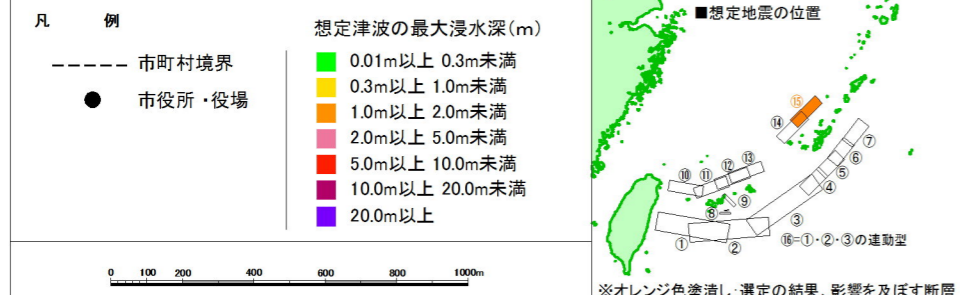 凡　　例
市町村境界
市役所・役場
想定津波の最大浸水深(m)
0.01m以上 0.3m未満
0.3m以上 1.0m未満
1.0m以上 2.0m未満
2.0m以上 5.0m未満
5.0m以上 10.0m未満
10.0m以上 20.0m未満
20.0m以上
0 100 200 400 600 800 1000m
■想定地震の位置
⑮
⑭
⑦
⑥
⑤
④
⑬
⑫
⑪
⑩
⑨
⑧
③
①
②
⑯=①・②・③の連動型
※オレンジ色塗潰し:選定の結果、影響を及ぼす断層